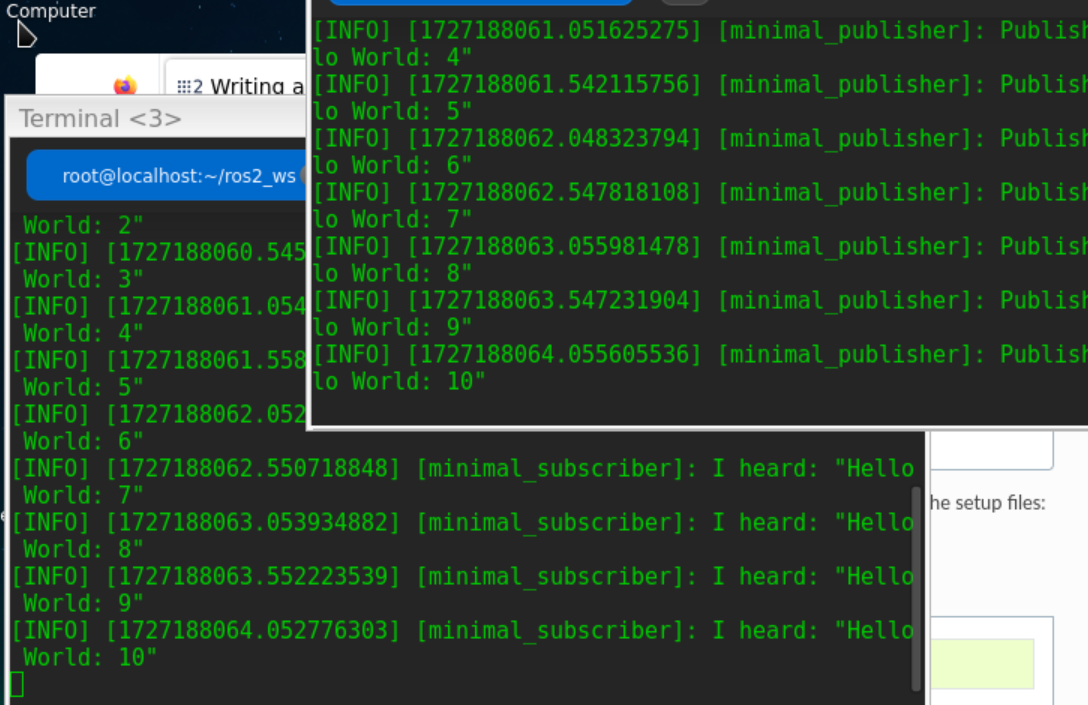 Computer
2 Writing a
Terminal <3>
root@localhost:~/ros2_ws
World: 2"
[INFO] [1727188060.545
World: 3"
[INFO] [1727188061.054
World: 4"
[INFO] [1727188061.558
World: 5"
[INFO] [1727188062.052
World: 6"
[INFO] [1727188062.550718848] [minimal_subscriber]: I heard: "Hello
World: 7"
[INFO] [1727188063.053934882] [minimal_subscriber]: I heard: "Hello
World: 8"
[INFO] [1727188063.552223539] [minimal_subscriber]: I heard: "Hello
World: 9"
[INFO] [1727188064.052776303] [minimal_subscriber]: I heard: "Hello
World: 10"
[INFO] [1727188061.051625275] [minimal_publisher]: Publish
lo World: 4"
[INFO] [1727188061.542115756] [minimal_publisher]: Publish
lo World: 5"
[INFO] [1727188062.048323794] [minimal_publisher]: Publish
lo World: 6"
[INFO] [1727188062.547818108] [minimal_publisher]: Publish
lo World: 7"
[INFO] [1727188063.055981478] [minimal_publisher]: Publish
lo World: 8"
[INFO] [1727188063.547231904] [minimal_publisher]: Publish
lo World: 9"
[INFO] [1727188064.055605536] [minimal_publisher]: Publish
lo World: 10"
he setup files: